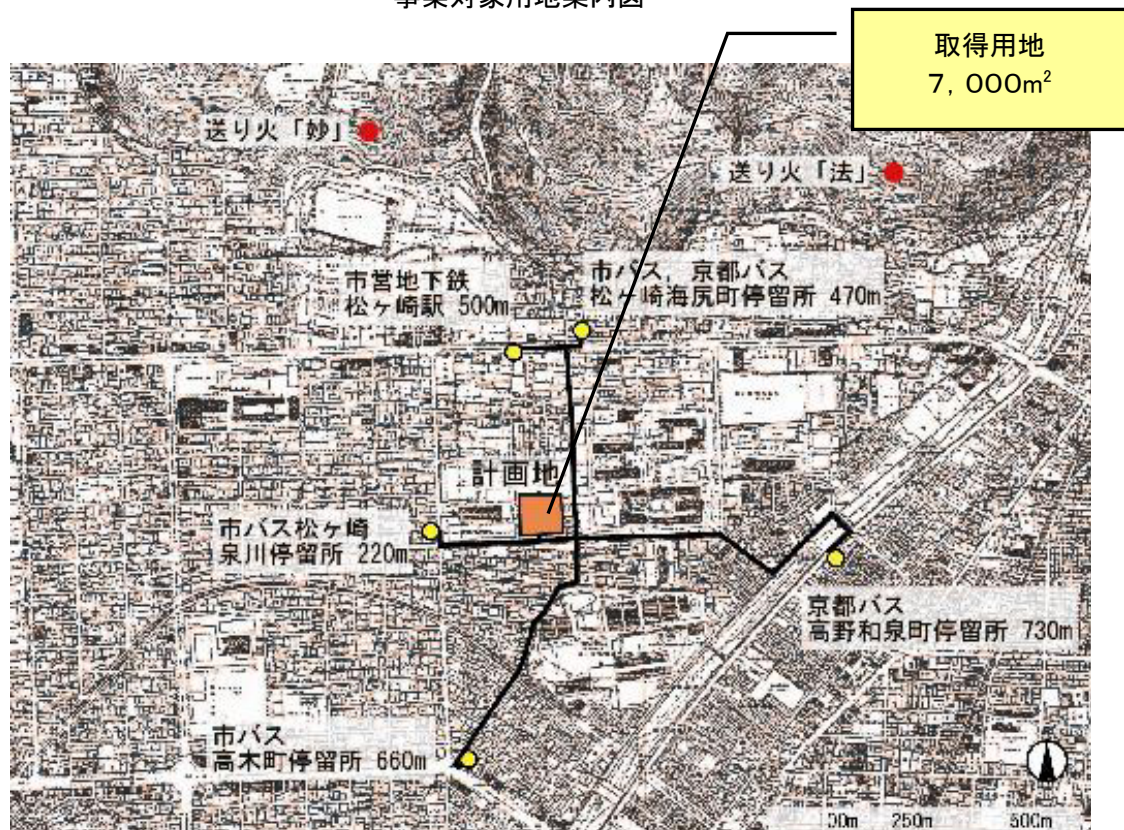 事業対象用地案内図
取得用地
7,000m²
送り火「妙」
送り火「法」
市営地下鉄
松ヶ崎駅 500m
市バス，京都バス
松ヶ崎海尻町停留所 470m
計画地
市バス松ヶ崎
泉川停留所 220m
京都バス
高野和泉町停留所 730m
市バス
高木町停留所 660m
250m
500m